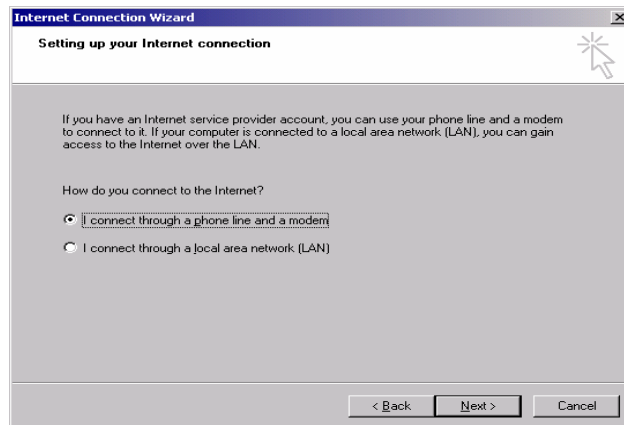 Internet Connection Wizard
Setting up your Internet connection
If you have an Internet service provider account, you can use your phone line and a modem
to connect to it. If your computer is connected to a local area network (LAN), you can gain
access to the Internet over the LAN.
How do you connect to the Internet?
I connect through a phone line and a modem
I connect through a local area network (LAN)
< Back Next > Cancel